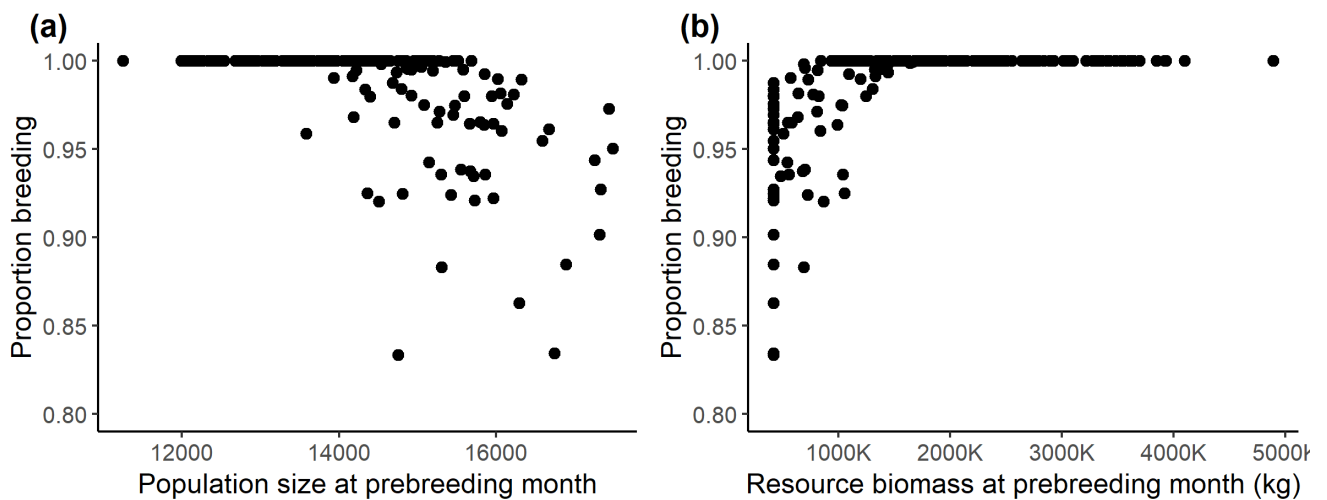 (a)
Proportion breeding
1.00
0.95
0.90
0.85
0.80
12000 14000 16000
Population size at prebreeding month
(b)
Proportion breeding
1.00
0.95
0.90
0.85
0.80
1000K 2000K 3000K 4000K 5000K
Resource biomass at prebreeding month (kg)